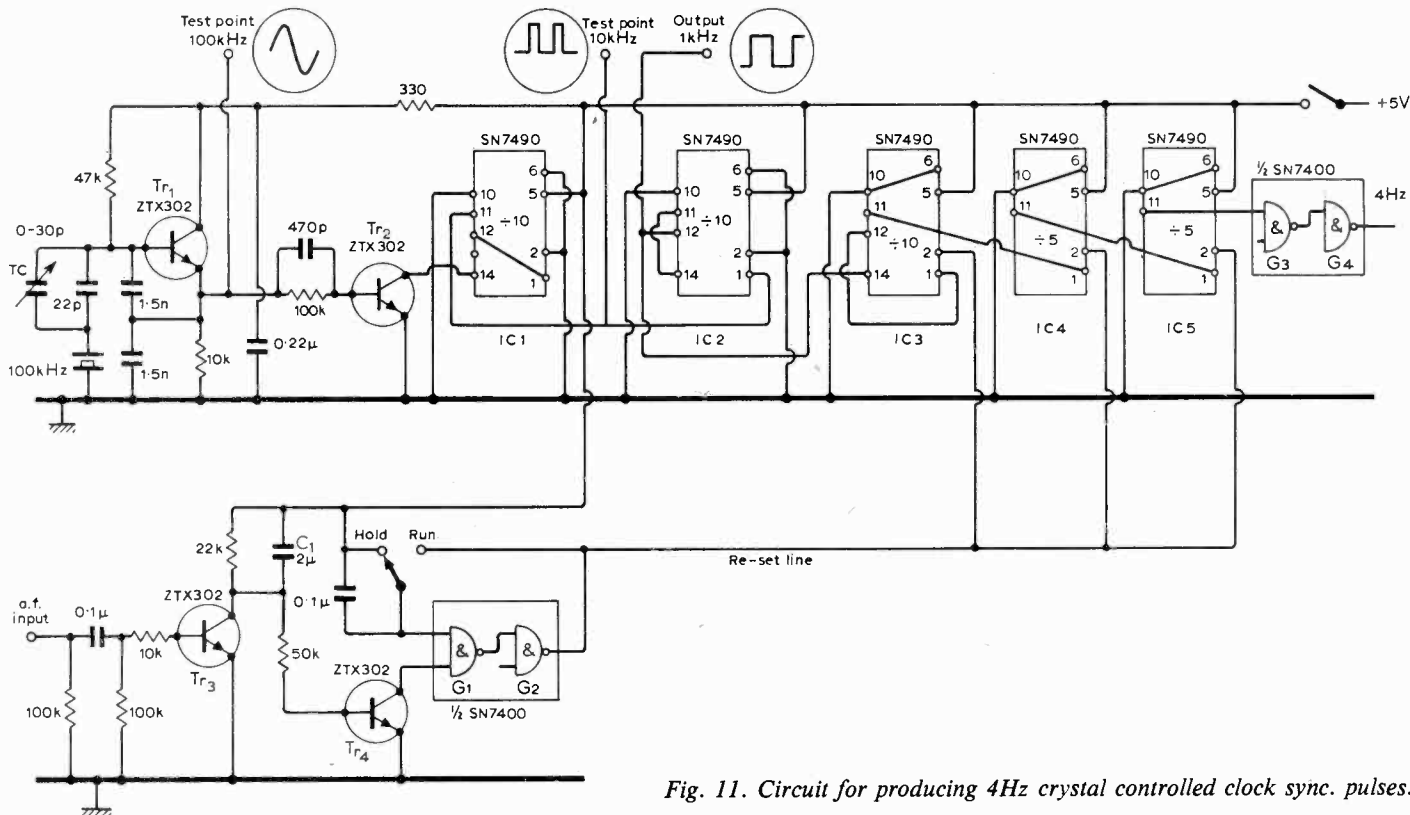 Test point
100kHz
Test point
10kHz
Output
1kHz
330
+5V
47k
Tr1
ZTX302
0-30p
TC
22p
1·5n
1·5n
100kHz
10k
470p
Tr2
ZTX302
100k
0·22μ
SN7490
10
11
12
14
÷10
6
5
2
1
IC1
SN7490
10
11
12
14
÷10
6
5
2
1
IC2
SN7490
10
11
12
14
÷10
6
5
2
1
IC3
SN7490
10
11
÷5
6
5
2
1
IC4
SN7490
10
11
÷5
6
5
2
1
IC5
½ SN7400
&
G3
&
G4
4Hz
22k
C1
2μ
Hold
Run
0·1μ
Re-set line
a.f.
input
0·1μ
ZTX302
10k
Tr3
100k
100k
50k
ZTX302
Tr4
&
G1
&
G2
½ SN7400
Fig. 11. Circuit for producing 4Hz crystal controlled clock sync. pulses.